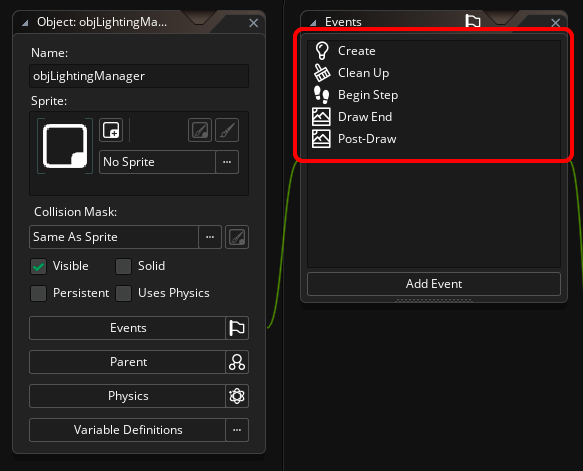 Object: objLightingMa...
Name:
objLightingManager
Sprite:
No Sprite
...
Collision Mask:
Same As Sprite
...
Visible
Solid
Persistent
Uses Physics
Events
Parent
Physics
Variable Definitions
...
Events
Create
Clean Up
Begin Step
Draw End
Post-Draw
Add Event